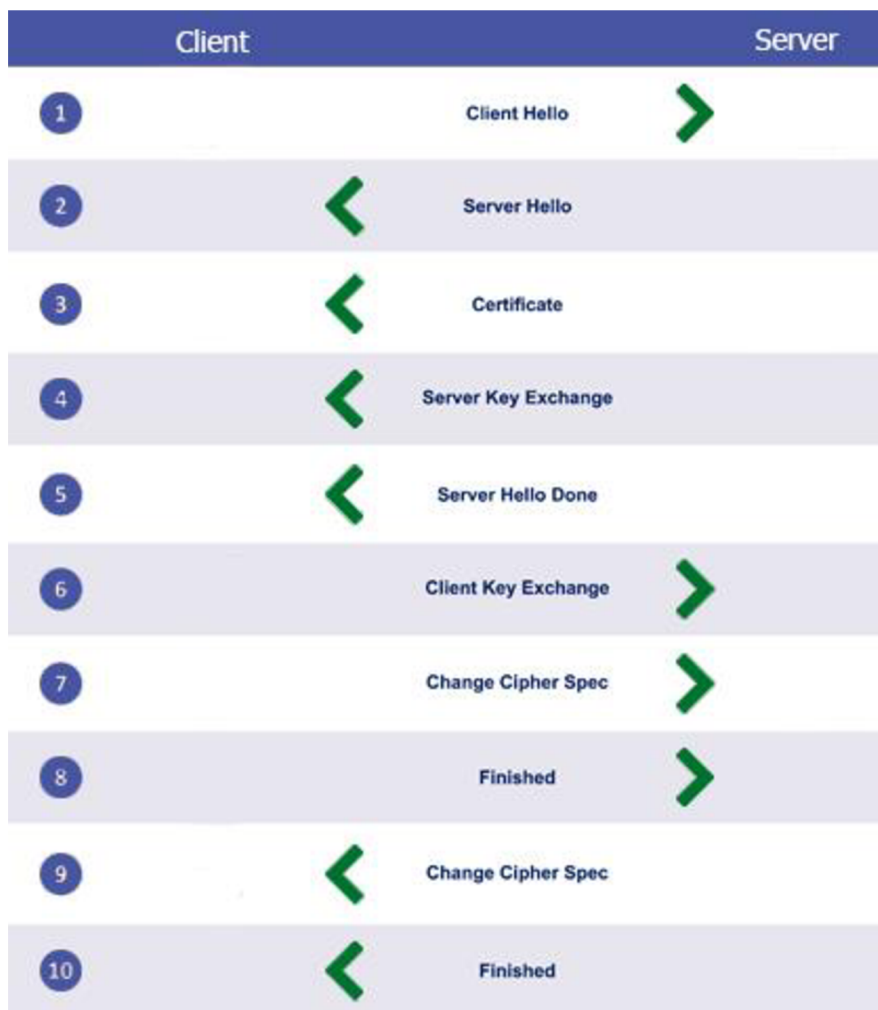 Client Server
1 Client Hello
2 Server Hello
3 Certificate
4 Server Key Exchange
5 Server Hello Done
6 Client Key Exchange
7 Change Cipher Spec
8 Finished
9 Change Cipher Spec
10 Finished